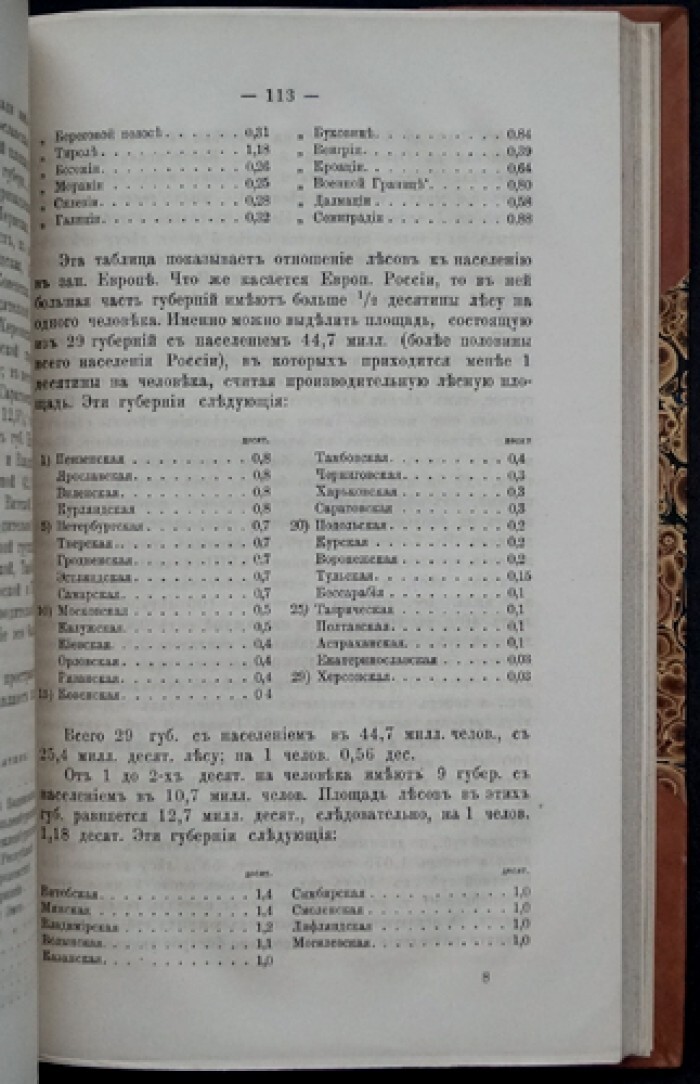 — 113 —
„ Береговой полосѣ . . . . . . 0,31
„ Тиролѣ . . . . . . . . . . 1,18
„ Босніи . . . . . . . . . . 0,26
„ Моравіи . . . . . . . . . 0,25
„ Силезіи . . . . . . . . . . 0,28
„ Галиціи . . . . . . . . . . 0,32
„ Буковинѣ . . . . . . . . . 0,84
„ Венгріи . . . . . . . . . . 0,39
„ Кроаціи . . . . . . . . . . 0,64
„ Военной Границѣ . . . . . 0,80
„ Далмаціи . . . . . . . . . 0,58
„ Семиградіи . . . . . . . . 0,88
Эта таблица показываетъ отношеніе лѣсовъ къ населенію
въ зап. Европѣ. Что же касается Европ. Россіи, то въ ней
большая часть губерній имѣютъ больше 1/2 десятины лѣсу на
одного человѣка. Именно можно выдѣлить площадь, состоящую
изъ 29 губерній съ населеніемъ 44,7 милл. (болѣе половины
всего населенія Россіи), въ которыхъ приходится менѣе 1
десятины на человѣка, считая производительную лѣсную пло-
щадь. Эти губерніи слѣдующія:
десят.
1) Пензенская . . . . . . . . 0,8
Ярославская . . . . . . . . 0,8
Виленская . . . . . . . . . 0,8
Курляндская . . . . . . . . 0,8
5) Петербургская . . . . . . . 0,7
Тверская . . . . . . . . . 0,7
Гродненская . . . . . . . . 0,7
Эстляндская . . . . . . . . 0,7
Самарская . . . . . . . . . 0,7
10) Московская . . . . . . . . 0,5
Калужская . . . . . . . . . 0,5
Кіевская . . . . . . . . . 0,4
Орловская . . . . . . . . . 0,4
Рязанская . . . . . . . . . 0,4
15) Ковенская . . . . . . . . 0 4
десят
Тамбовская . . . . . . . . 0,4
Черниговская . . . . . . . . 0,3
Харьковская . . . . . . . . 0,3
Саратовская . . . . . . . . 0,3
20) Подольская . . . . . . . . 0,2
Курская . . . . . . . . . 0,2
Воронежская . . . . . . . . 0,2
Тульская . . . . . . . . . 0,15
Бессарабія . . . . . . . . 0,1
25) Таврическая . . . . . . . 0,1
Полтавская . . . . . . . . 0,1
Астраханская . . . . . . . 0,1
Екатеринославская . . . . . 0,03
29) Херсонская . . . . . . . . 0,03
Всего 29 губ. съ населеніемъ въ 44,7 милл. челов., съ
25,4 милл. десят. лѣсу; на 1 челов. 0,56 дес.
Отъ 1 до 2-хъ десят. на человѣка имѣютъ 9 губер. съ
населеніемъ въ 10,7 милл. челов. Площадь лѣсовъ въ этихъ
губ. равняется 12,7 милл. десят., слѣдовательно, на 1 челов.
1,18 десят. Эти губерніи слѣдующія:
десят.
Витебская . . . . . . . . . 1,4
Минская . . . . . . . . . 1,4
Владимірская . . . . . . . 1,2
Волынская . . . . . . . . 1,1
Казанская . . . . . . . . . 1,0
десят.
Симбирская . . . . . . . . 1,0
Смоленская . . . . . . . . 1,0
Лифляндская . . . . . . . . 1,0
Могилевская . . . . . . . . 1,0
8